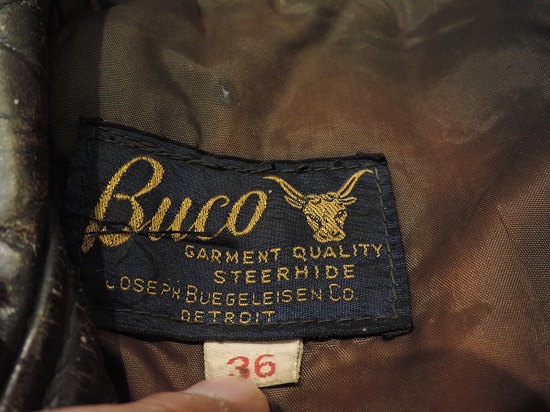 Buco
GARMENT QUALITY
STEERHIDE
JOSEPH BUEGELEISEN CO.
DETROIT
36